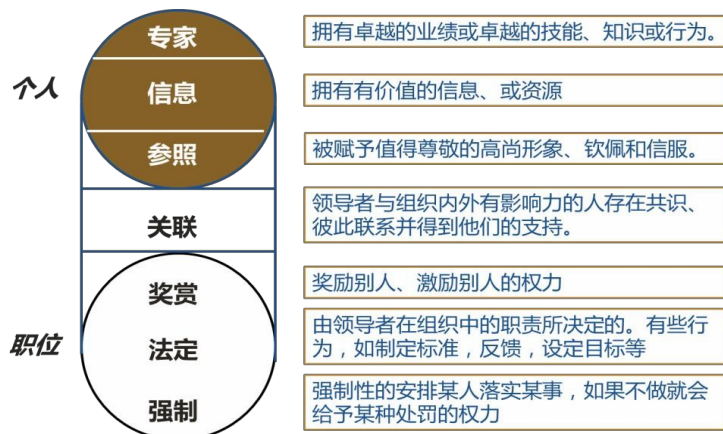 专家
拥有卓越的业绩或卓越的技能、知识或行为。
个人
信息
拥有有价值的信息、或资源
参照
被赋予值得尊敬的高尚形象、钦佩和信服。
关联
领导者与组织内外有影响力的人存在共识、
彼此联系并得到他们的支持。
奖赏
奖励别人、激励别人的权力
职位
法定
由领导者在组织中的职责所决定的。有些行
为，如制定标准，反馈，设定目标等
强制
强制性的安排某人落实某事，如果不做就会
给予某种处罚的权力